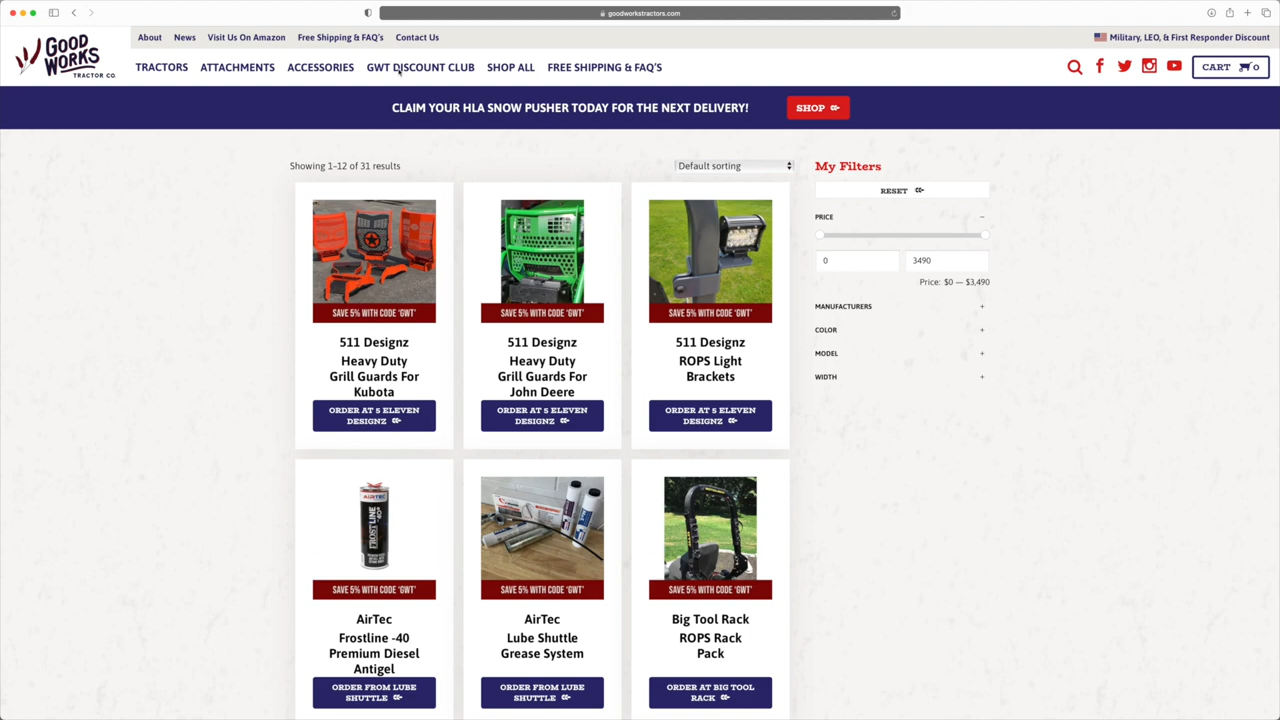 goodworkstractors.com
GOOD
WORKS
TRACTOR CO.
About News Visit Us On Amazon Free Shipping & FAQ's Contact Us
Military, LEO, & First Responder Discount
TRACTORS ATTACHMENTS ACCESSORIES GWT DISCOUNT CLUB SHOP ALL FREE SHIPPING & FAQ'S
CART 0
CLAIM YOUR HLA SNOW PUSHER TODAY FOR THE NEXT DELIVERY! SHOP
Showing 1–12 of 31 results
Default sorting
My Filters
RESET
PRICE
0 3490
Price: $0 — $3,490
MANUFACTURERS
COLOR
MODEL
WIDTH
SAVE 5% WITH CODE 'GWT'
511 Designz
Heavy Duty
Grill Guards For
Kubota
ORDER AT 5 ELEVEN
DESIGNZ
SAVE 5% WITH CODE 'GWT'
511 Designz
Heavy Duty
Grill Guards For
John Deere
ORDER AT 5 ELEVEN
DESIGNZ
SAVE 5% WITH CODE 'GWT'
511 Designz
ROPS Light
Brackets
ORDER AT 5 ELEVEN
DESIGNZ
AIRTEC
FROSTLINE
SAVE 5% WITH CODE 'GWT'
AirTec
Frostline -40
Premium Diesel
Antigel
ORDER FROM LUBE
SHUTTLE
SAVE 5% WITH CODE 'GWT'
AirTec
Lube Shuttle
Grease System
ORDER FROM LUBE
SHUTTLE
SAVE 5% WITH CODE 'GWT'
Big Tool Rack
ROPS Rack
Pack
ORDER AT BIG TOOL
RACK